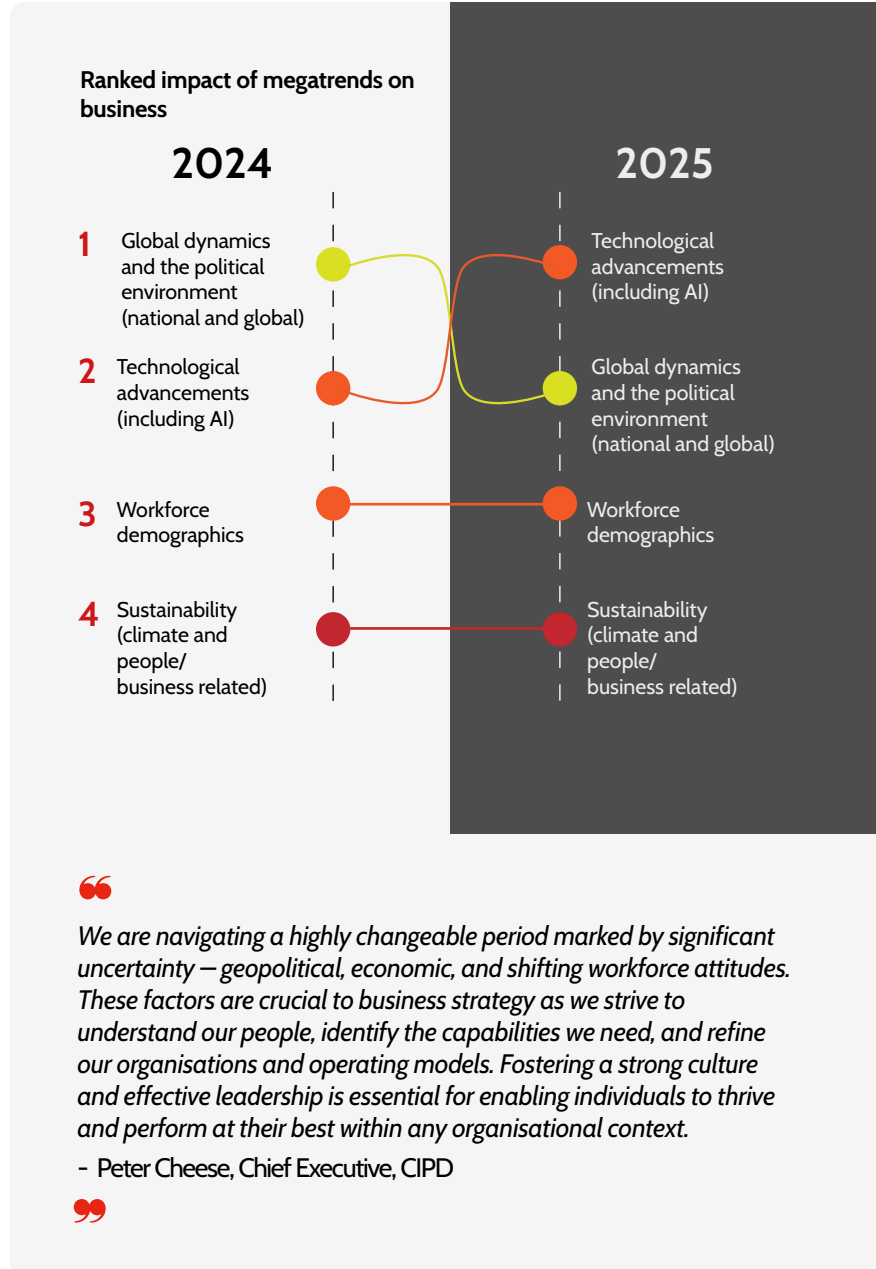 Ranked impact of megatrends on
business
2024
1
Global dynamics
and the political
environment
(national and global)
2
Technological
advancements
(including AI)
3
Workforce
demographics
4
Sustainability
(climate and
people/
business related)
2025
Technological
advancements
(including AI)
Global dynamics
and the political
environment
(national and global)
Workforce
demographics
Sustainability
(climate and
people/
business related)
“
We are navigating a highly changeable period marked by significant
uncertainty – geopolitical, economic, and shifting workforce attitudes.
These factors are crucial to business strategy as we strive to
understand our people, identify the capabilities we need, and refine
our organisations and operating models. Fostering a strong culture
and effective leadership is essential for enabling individuals to thrive
and perform at their best within any organisational context.
- Peter Cheese, Chief Executive, CIPD
”